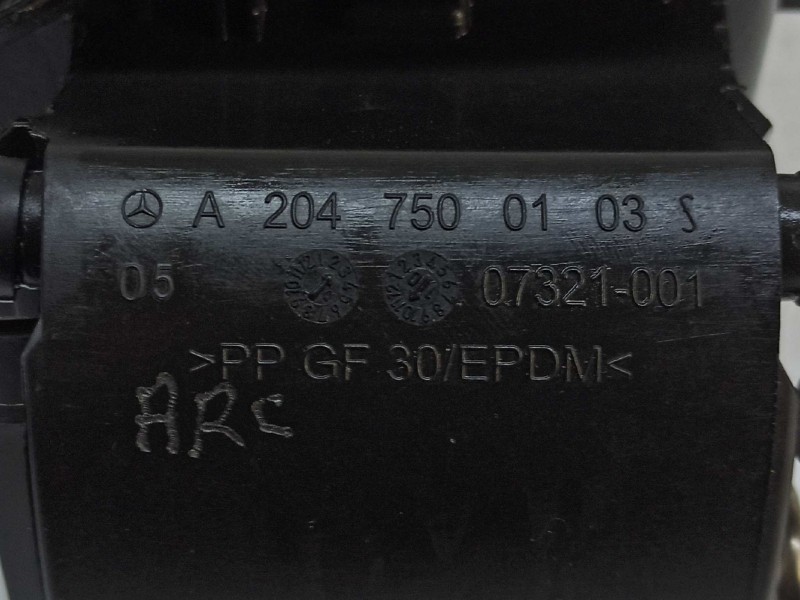 A 204 750 01 03 S
05 07321-001
>PP GF 30/EPDM<
ARC